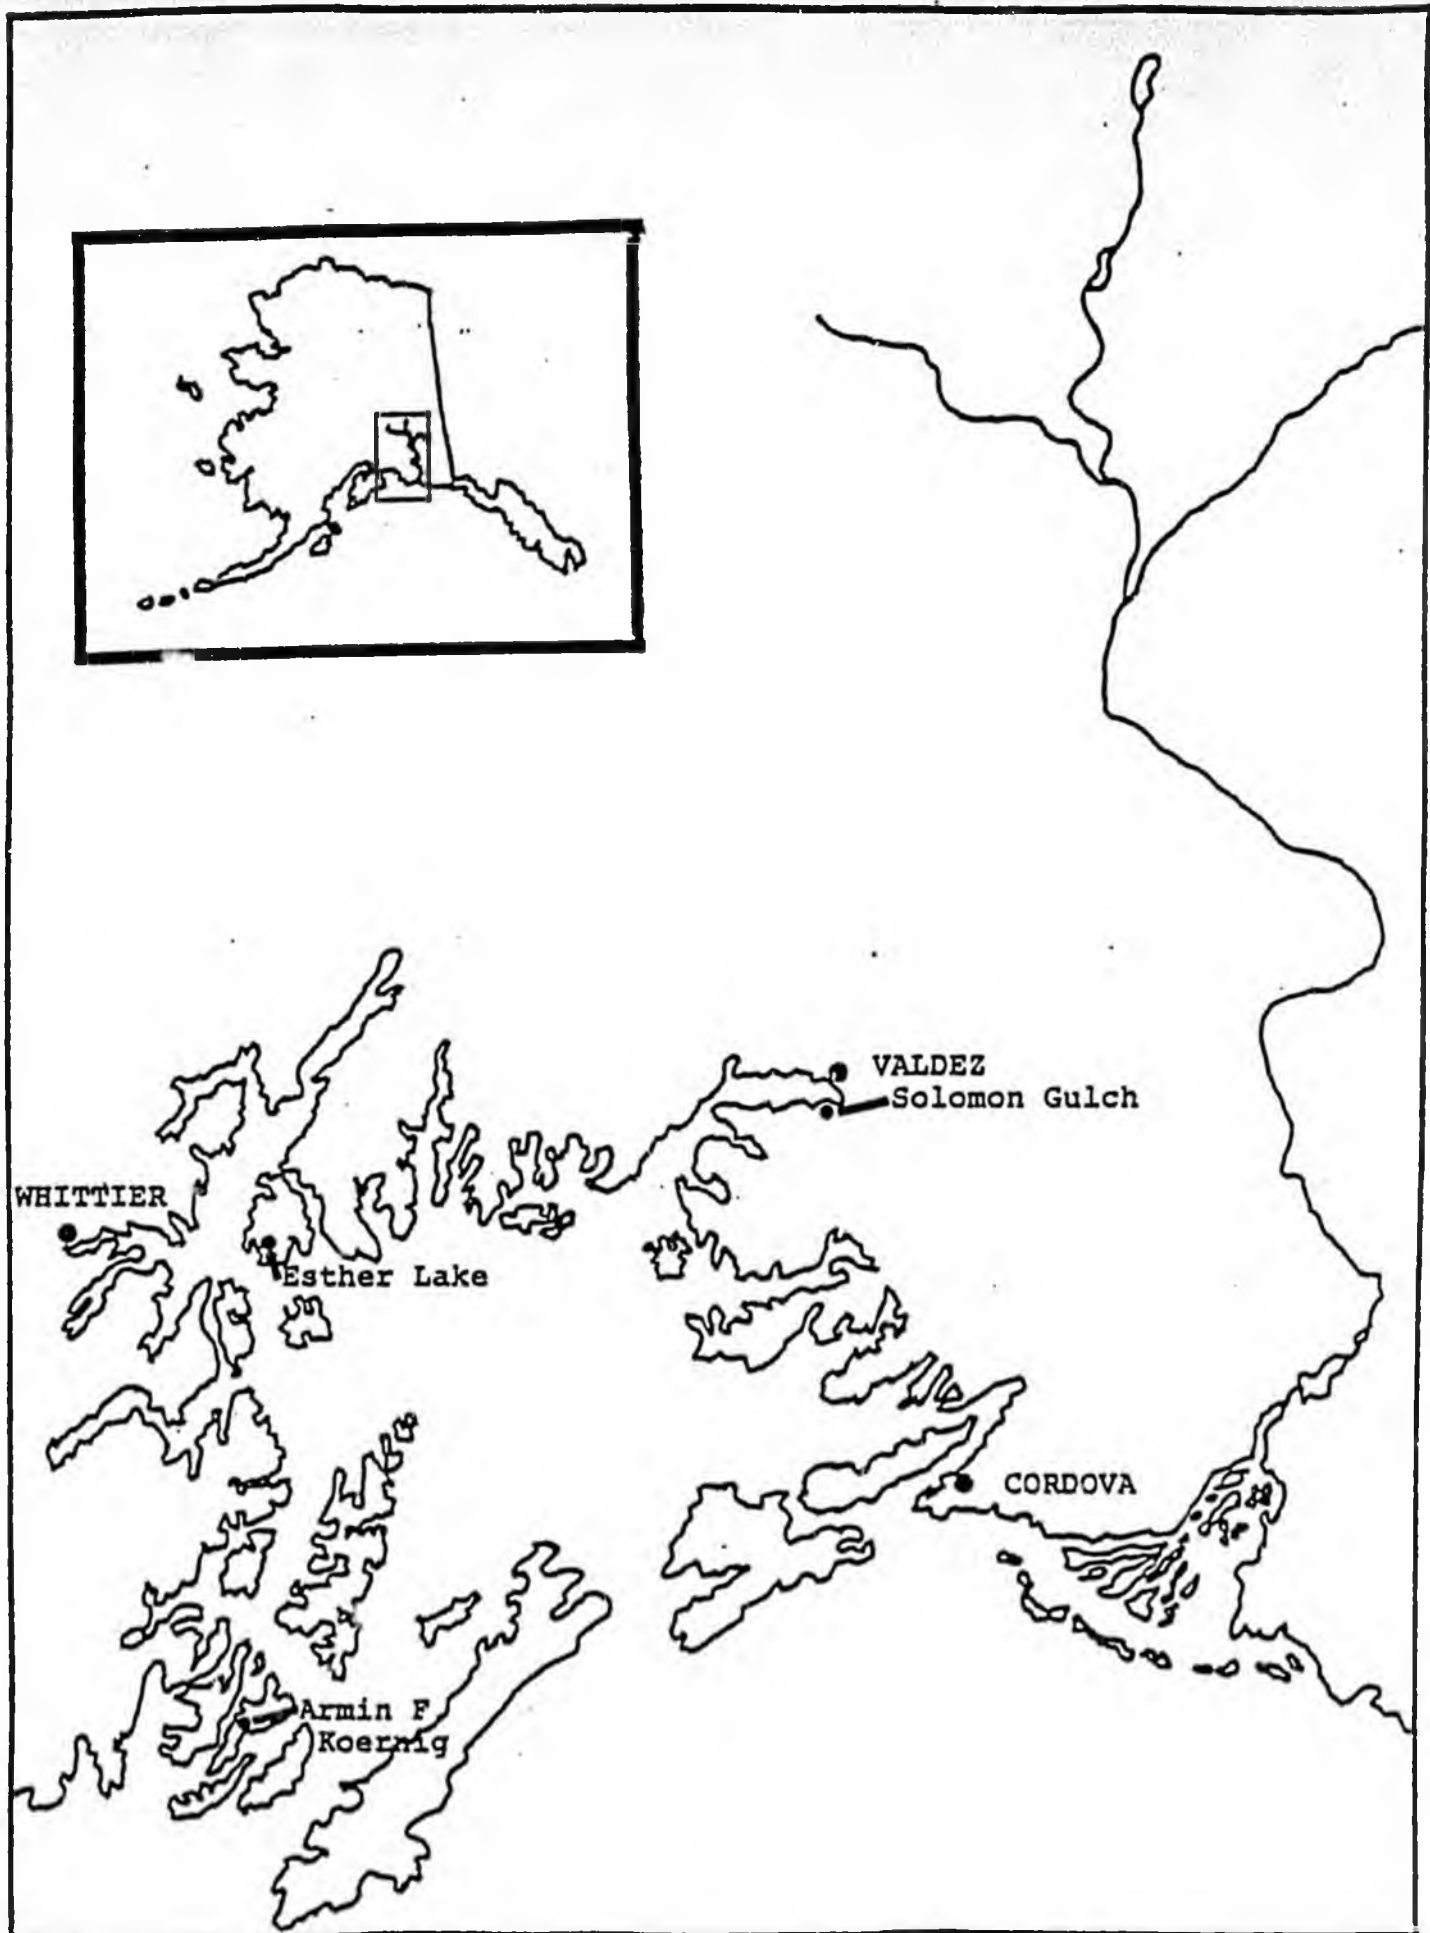 VALDEZ
Solomon Gulch
WHITTIER
Esther Lake
CORDOVA
Armin F
Koernig